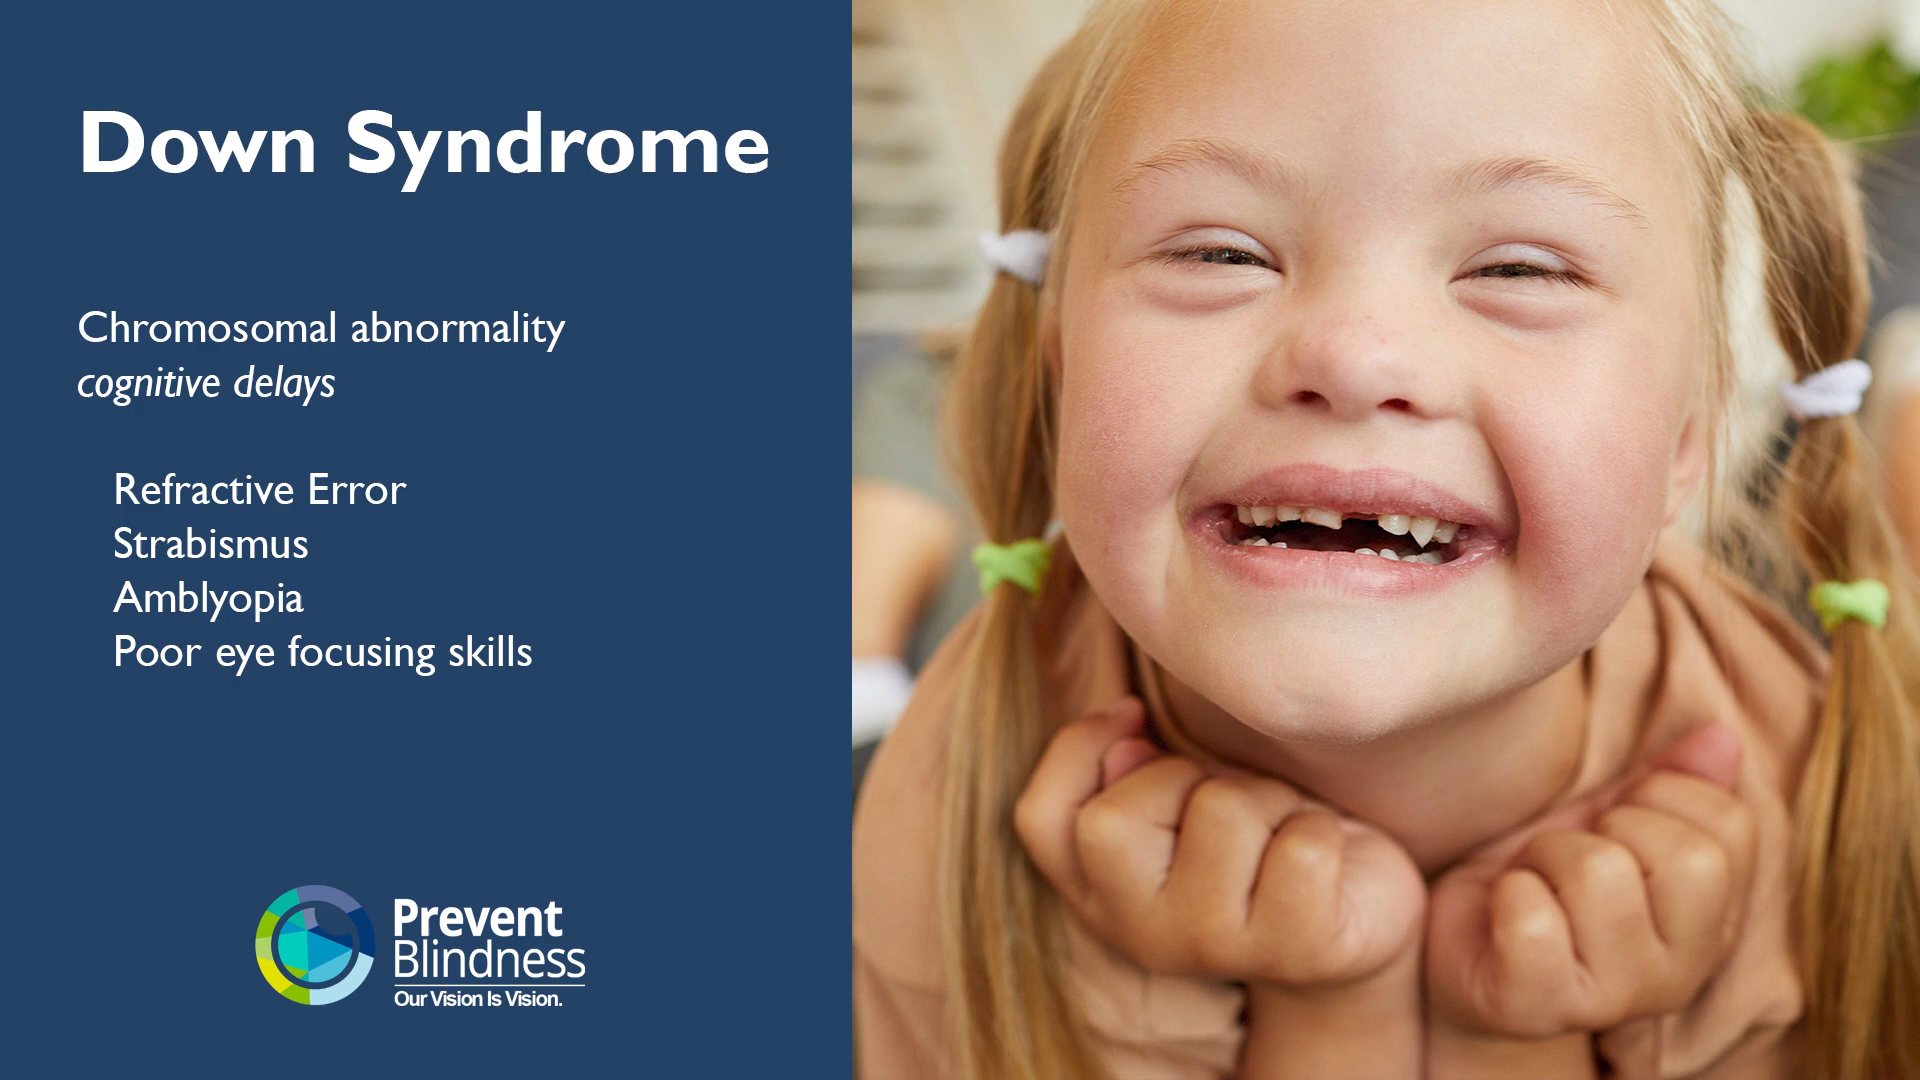 Down Syndrome
Chromosomal abnormality
cognitive delays
Refractive Error
Strabismus
Amblyopia
Poor eye focusing skills
Prevent
Blindness
Our Vision Is Vision.